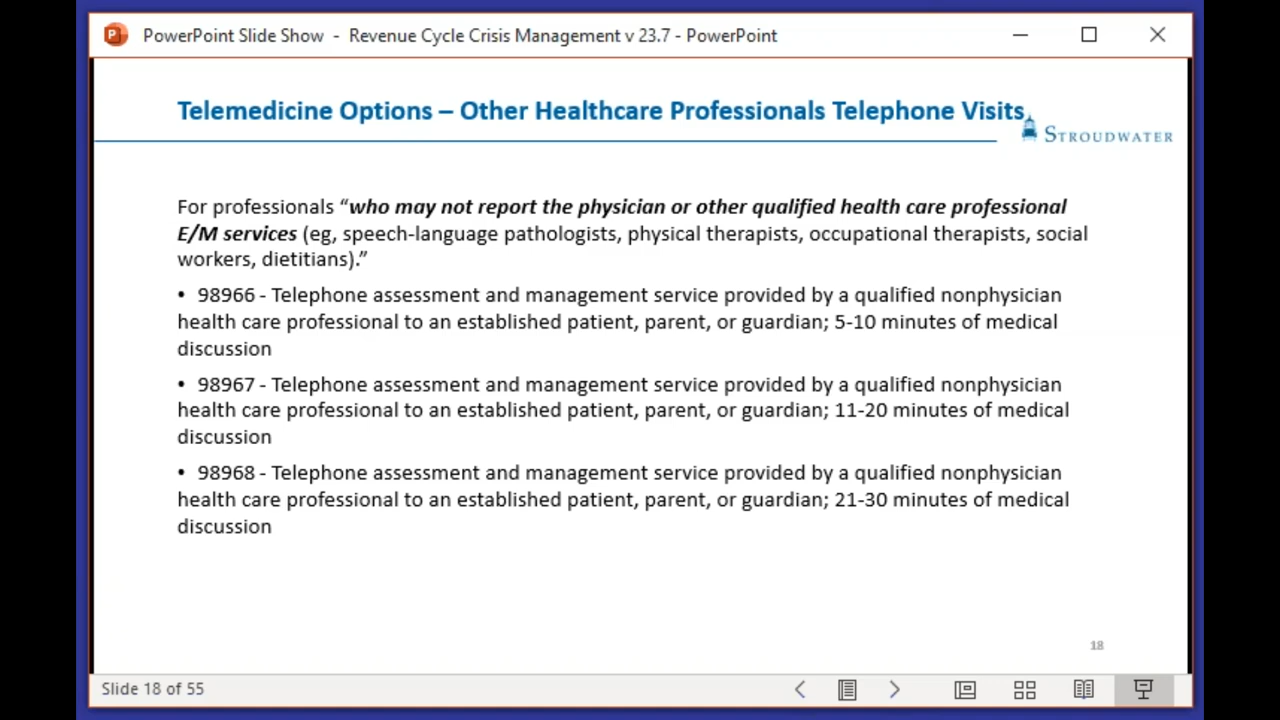 PowerPoint Slide Show - Revenue Cycle Crisis Management v 23.7 - PowerPoint
Telemedicine Options – Other Healthcare Professionals Telephone Visits
STROUDWATER
For professionals “who may not report the physician or other qualified health care professional
E/M services (eg, speech-language pathologists, physical therapists, occupational therapists, social
workers, dietitians).”
• 98966 - Telephone assessment and management service provided by a qualified nonphysician
health care professional to an established patient, parent, or guardian; 5-10 minutes of medical
discussion
• 98967 - Telephone assessment and management service provided by a qualified nonphysician
health care professional to an established patient, parent, or guardian; 11-20 minutes of medical
discussion
• 98968 - Telephone assessment and management service provided by a qualified nonphysician
health care professional to an established patient, parent, or guardian; 21-30 minutes of medical
discussion
18
Slide 18 of 55